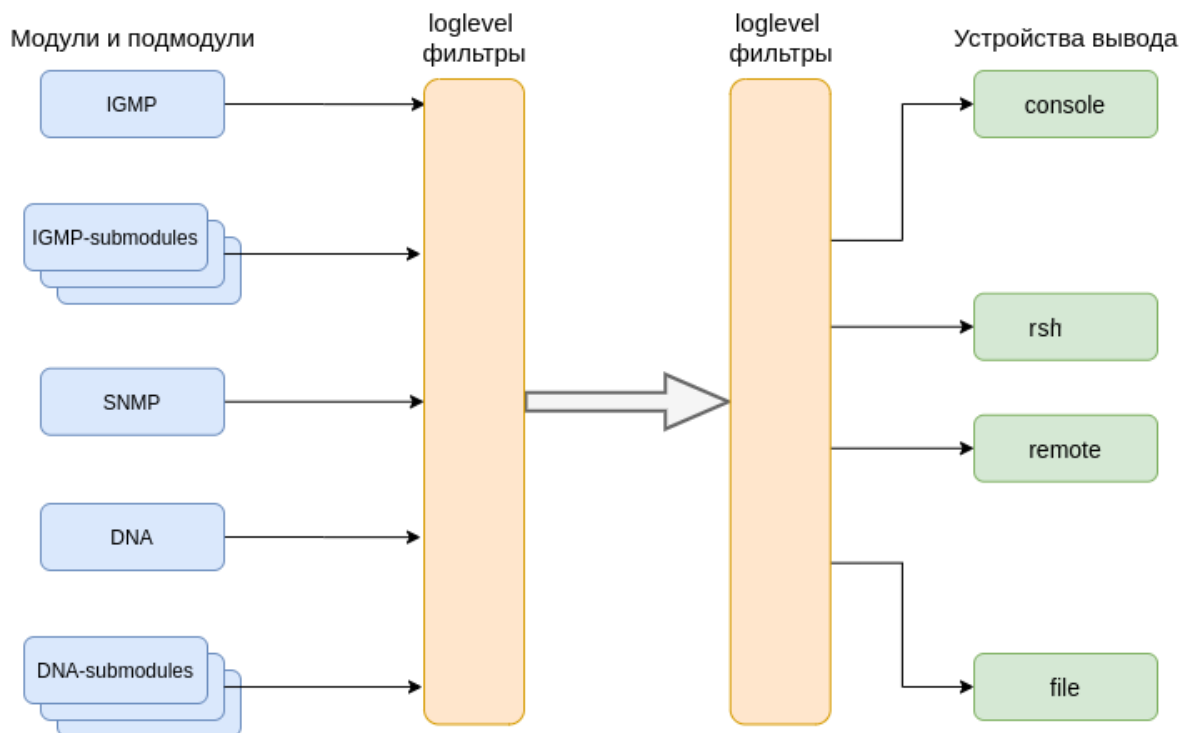 Модули и подмодули
loglevel
фильтры
loglevel
фильтры
Устройства вывода
IGMP
console
IGMP-submodules
rsh
SNMP
remote
DNA
DNA-submodules
file